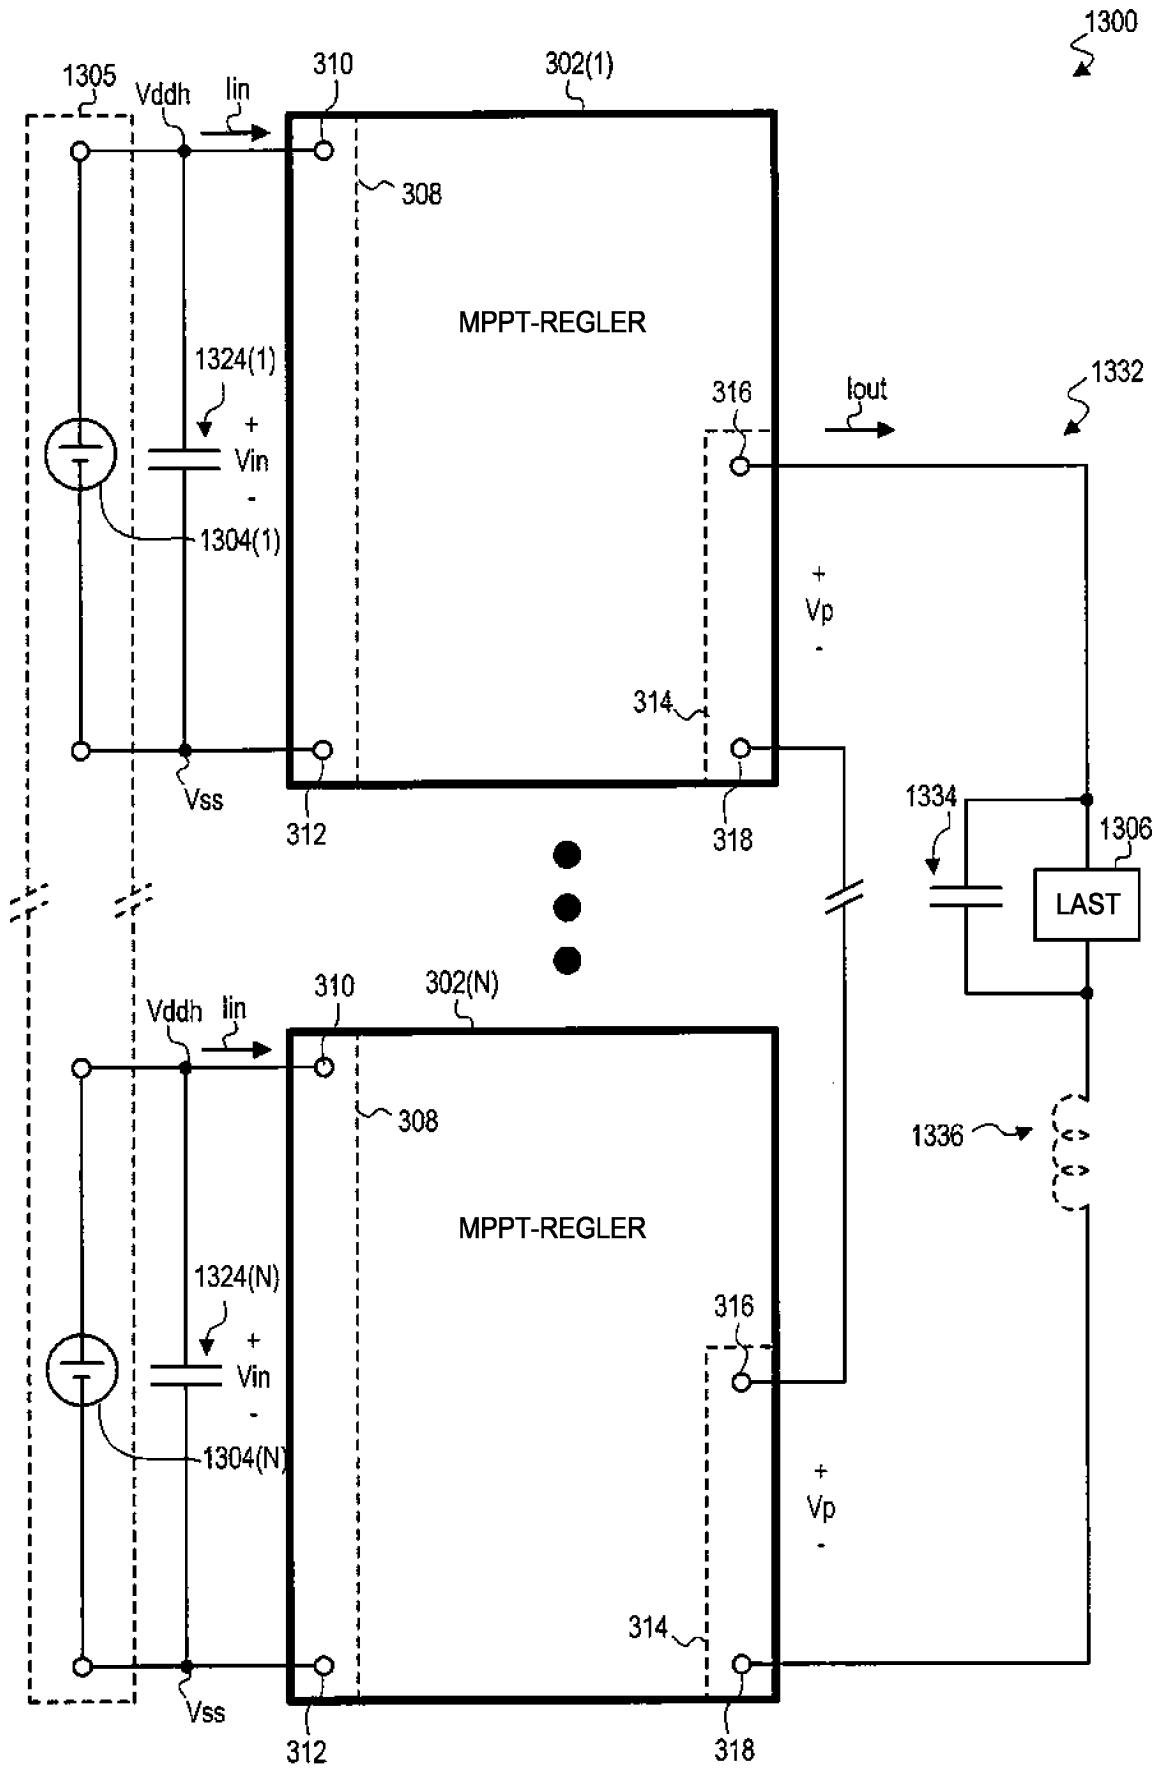 1300
1305
Vddh
Iin
310
302(1)
308
MPPT-REGLER
1324(1)
+
Vin
-
1304(1)
316
Iout
1332
+
Vp
-
314
Vss
312
318
1334
1306
LAST
Vddh
Iin
310
302(N)
308
1336
MPPT-REGLER
1324(N)
+
Vin
-
1304(N)
316
+
Vp
-
314
Vss
312
318